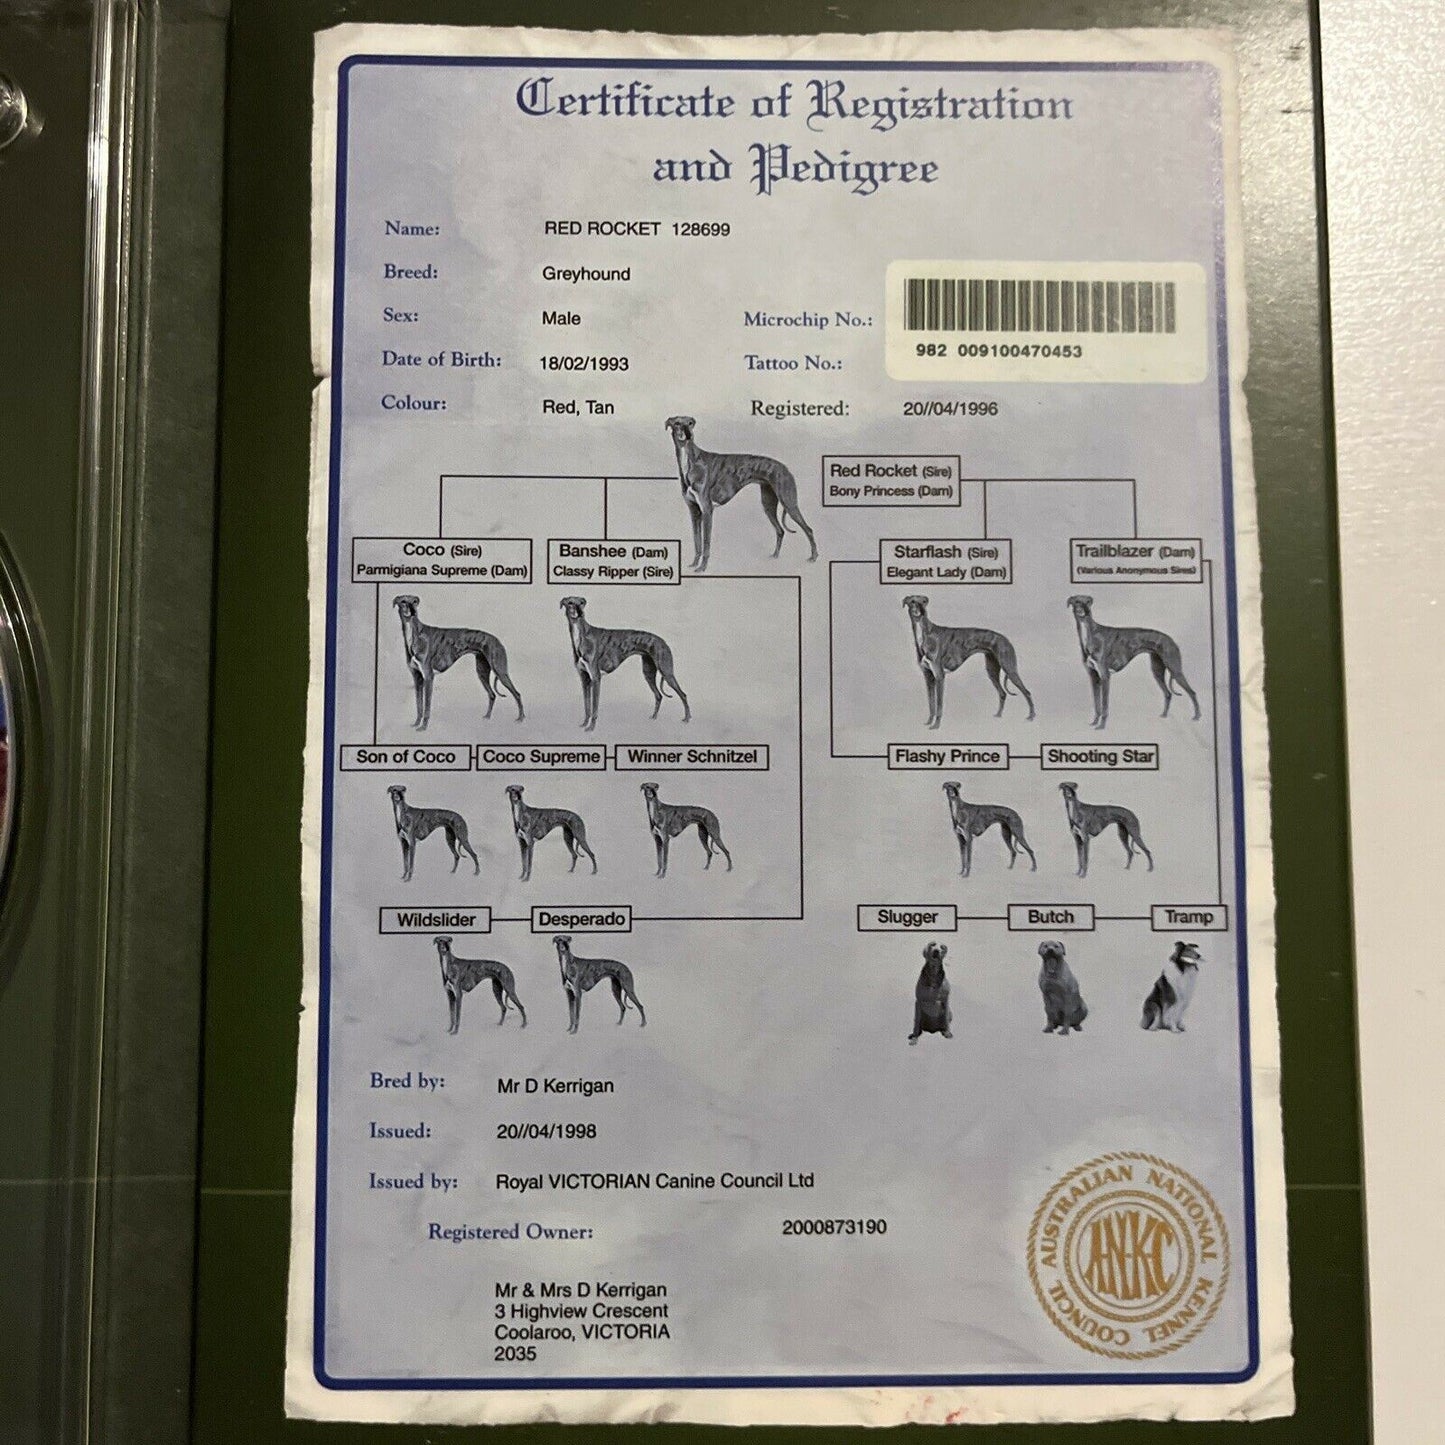 Certificate of Registration
and Pedigree
Name: RED ROCKET 128699
Breed: Greyhound
Sex: Male
Microchip No.:
982 009100470453
Date of Birth: 18/02/1993
Tattoo No.:
Colour: Red, Tan
Registered: 20//04/1996
Red Rocket (Sire)
Bony Princess (Dam)
Coco (Sire)
Parmigiana Supreme (Dam)
Banshee (Dam)
Classy Ripper (Sire)
Starflash (Sire)
Elegant Lady (Dam)
Trailblazer (Dam)
(Various Anonymous Sires)
Son of Coco
Coco Supreme
Winner Schnitzel
Flashy Prince
Shooting Star
Wildslider
Desperado
Slugger
Butch
Tramp
Bred by: Mr D Kerrigan
Issued: 20//04/1998
Issued by: Royal VICTORIAN Canine Council Ltd
Registered Owner: 2000873190
Mr & Mrs D Kerrigan
3 Highview Crescent
Coolaroo, VICTORIA
2035
AUSTRALIAN NATIONAL KENNEL COUNCIL
ANKC